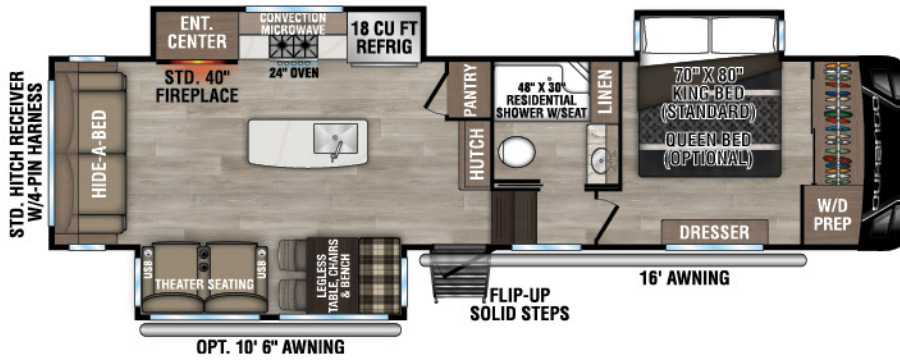 ENT.
CENTER
CONVECTION
MICROWAVE
18 CU FT
REFRIG
STD. 40"
FIREPLACE
24" OVEN
STD. HITCH RECEIVER
W/4-PIN HARNESS
HIDE-A-BED
PANTRY
HUTCH
48" X 30"
RESIDENTIAL
SHOWER W/SEAT
LINEN
70" X 80"
KING BED
(STANDARD)
QUEEN BED
(OPTIONAL)
DURANGO
W/D
PREP
DRESSER
USB
THEATER SEATING
USB
LEGLESS
TABLE, CHAIRS
& BENCH
FLIP-UP
SOLID STEPS
16' AWNING
OPT. 10' 6" AWNING